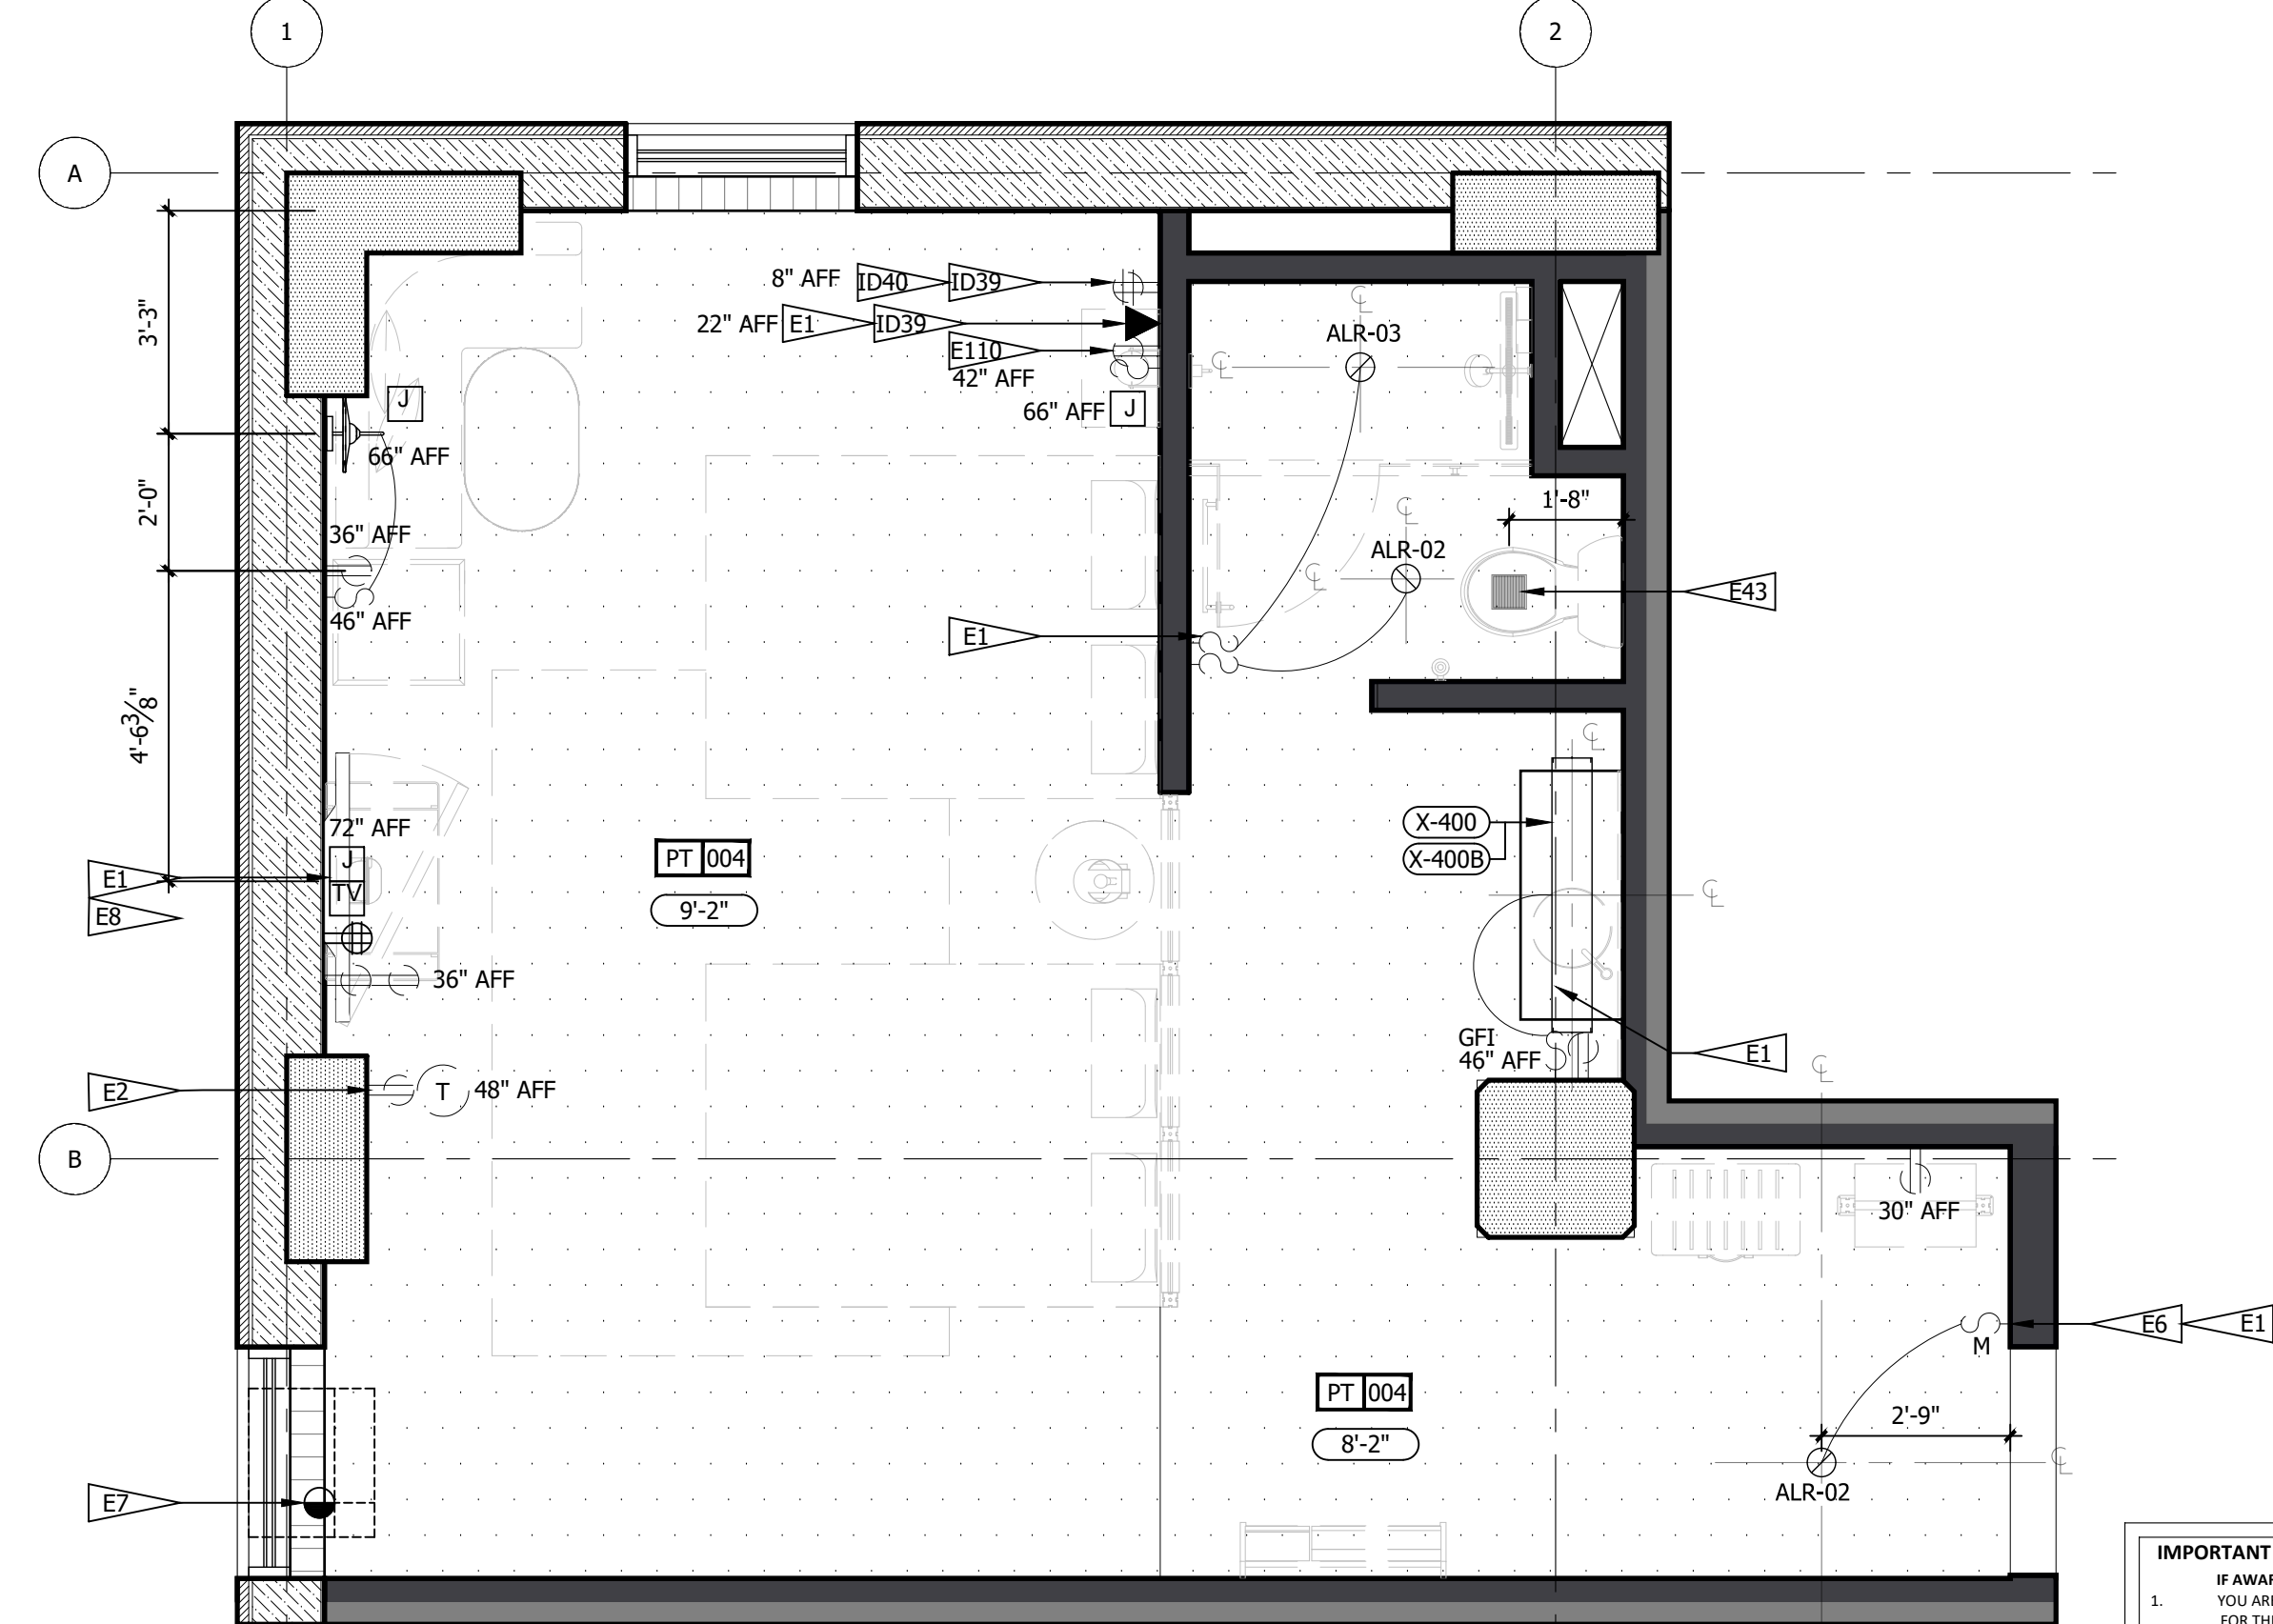 1
2
A
3'-3"
2'-0"
4'-6 3/8"
8" AFF ID40 ID39
22" AFF E1 ID39
E110
42" AFF
66" AFF J
J
66" AFF
36" AFF
46" AFF
ALR-03
ALR-02
1'-8"
E43
E1
72" AFF
J
TV
E1
E8
PT 004
9'-2"
36" AFF
X-400
X-400B
GFI
46" AFF
E1
E2
T 48" AFF
B
30" AFF
E6 E1
M
PT 004
8'-2"
2'-9"
ALR-02
E7
IMPORTANT
IF AWAR
1. YOU ARE
FOR THE